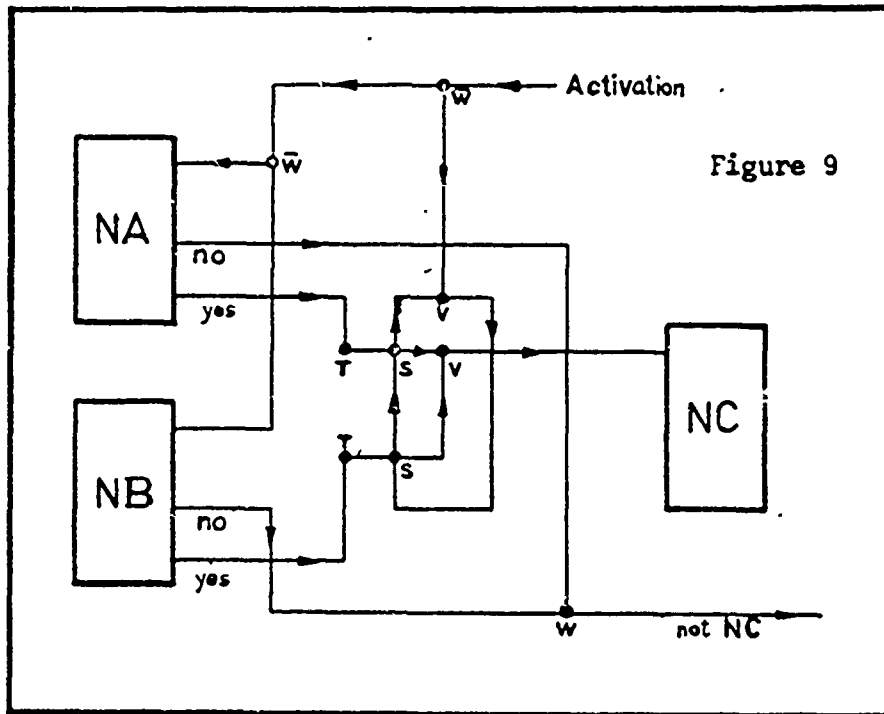 Activation
w̅
w̅
Figure 9
NA
no
yes
v
T
s
v
NC
T
s
NB
no
yes
w
not NC